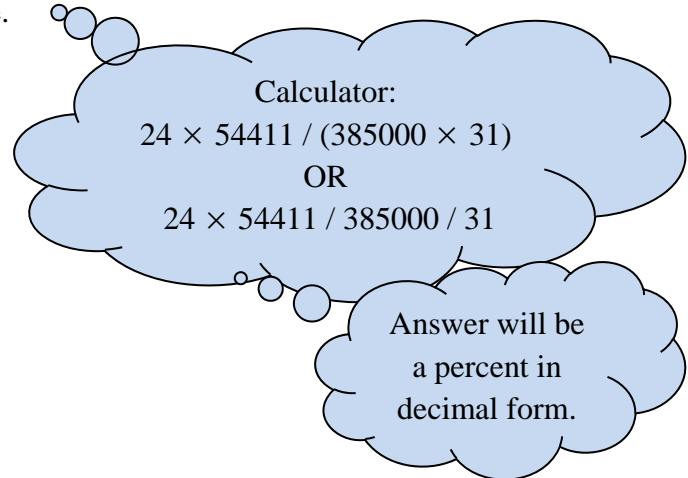 .
Calculator:
24 × 54411 / (385000 × 31)
OR
24 × 54411 / 385000 / 31
Answer will be
a percent in
decimal form.